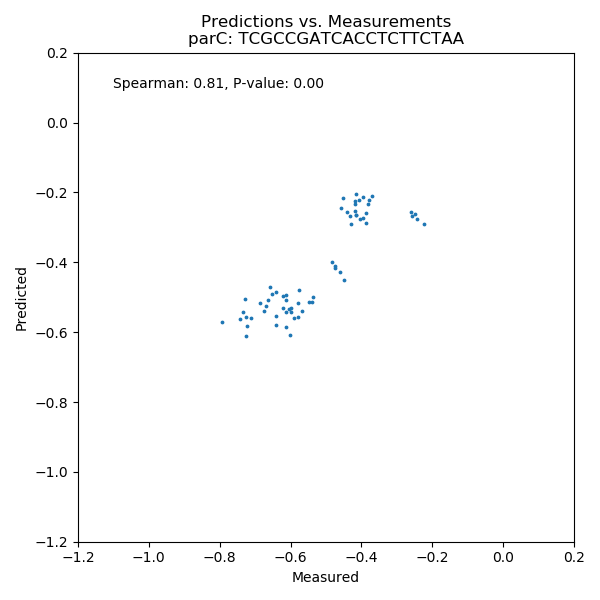 Predictions vs. Measurements
parC: TCGCCGATCACCTCTTCTAA
Spearman: 0.81, P-value: 0.00
0.2
0.0
−0.2
−0.4
−0.6
−0.8
−1.0
−1.2
Predicted
−1.2 −1.0 −0.8 −0.6 −0.4 −0.2 0.0 0.2
Measured